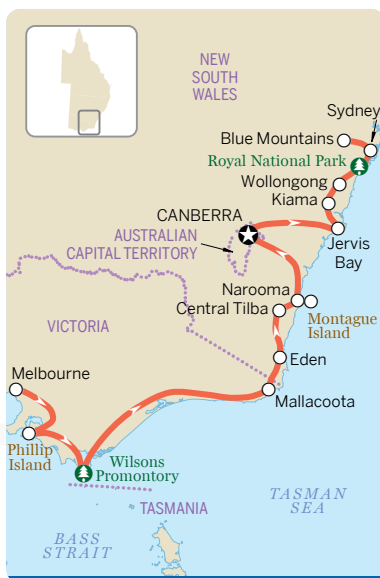 NEW
SOUTH
WALES
Sydney
Blue Mountains
Royal National Park
Wollongong
Kiama
CANBERRA
AUSTRALIAN
CAPITAL TERRITORY
Jervis
Bay
Narooma
Central Tilba
Montague
Island
VICTORIA
Eden
Melbourne
Mallacoota
Phillip
Island
Wilsons
Promontory
TASMANIA
TASMAN
SEA
BASS
STRAIT